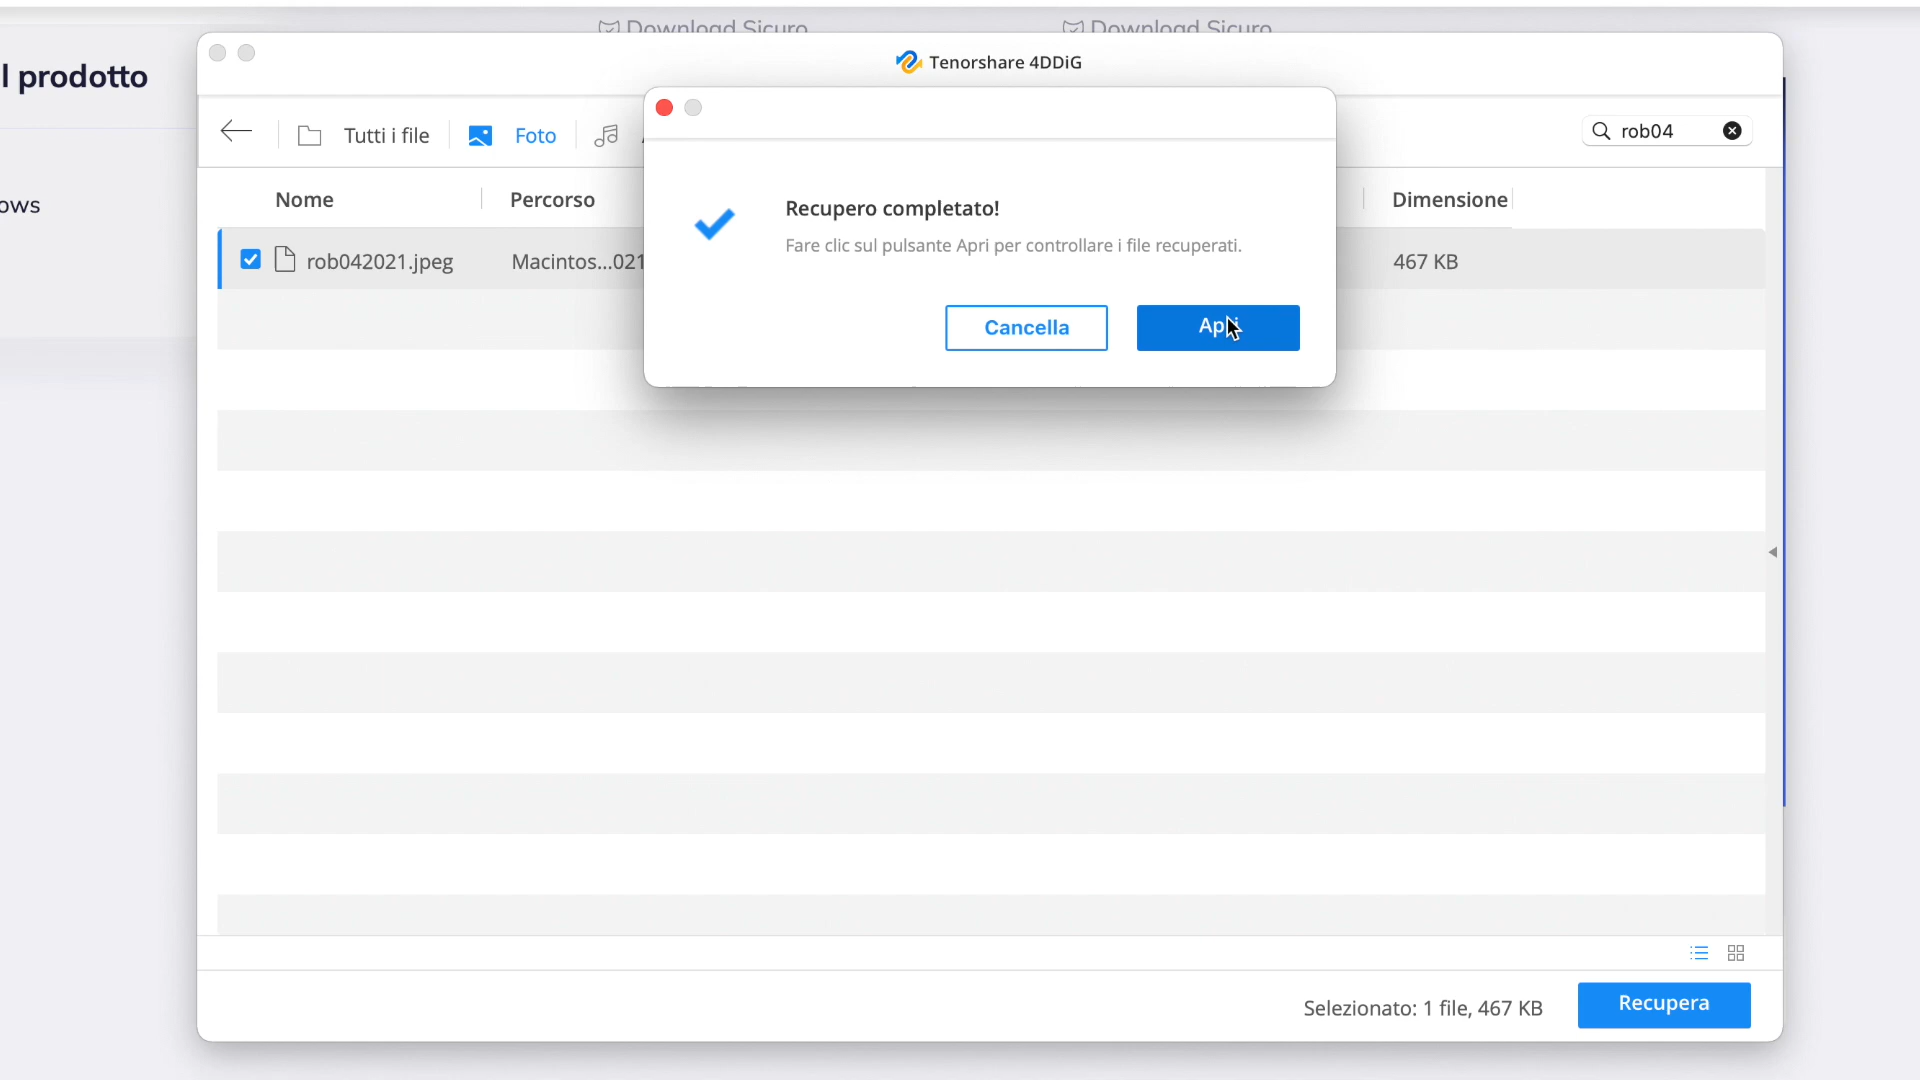 Download Sicuro
Download Sicuro
l prodotto
Tenorshare 4DDiG
Tutti i file
Foto
rob04
Nome
Percorso
Dimensione
ows
Recupero completato!
Fare clic sul pulsante Apri per controllare i file recuperati.
rob042021.jpeg
Macintos...021
467 KB
Cancella
Apri
Selezionato: 1 file, 467 KB
Recupera